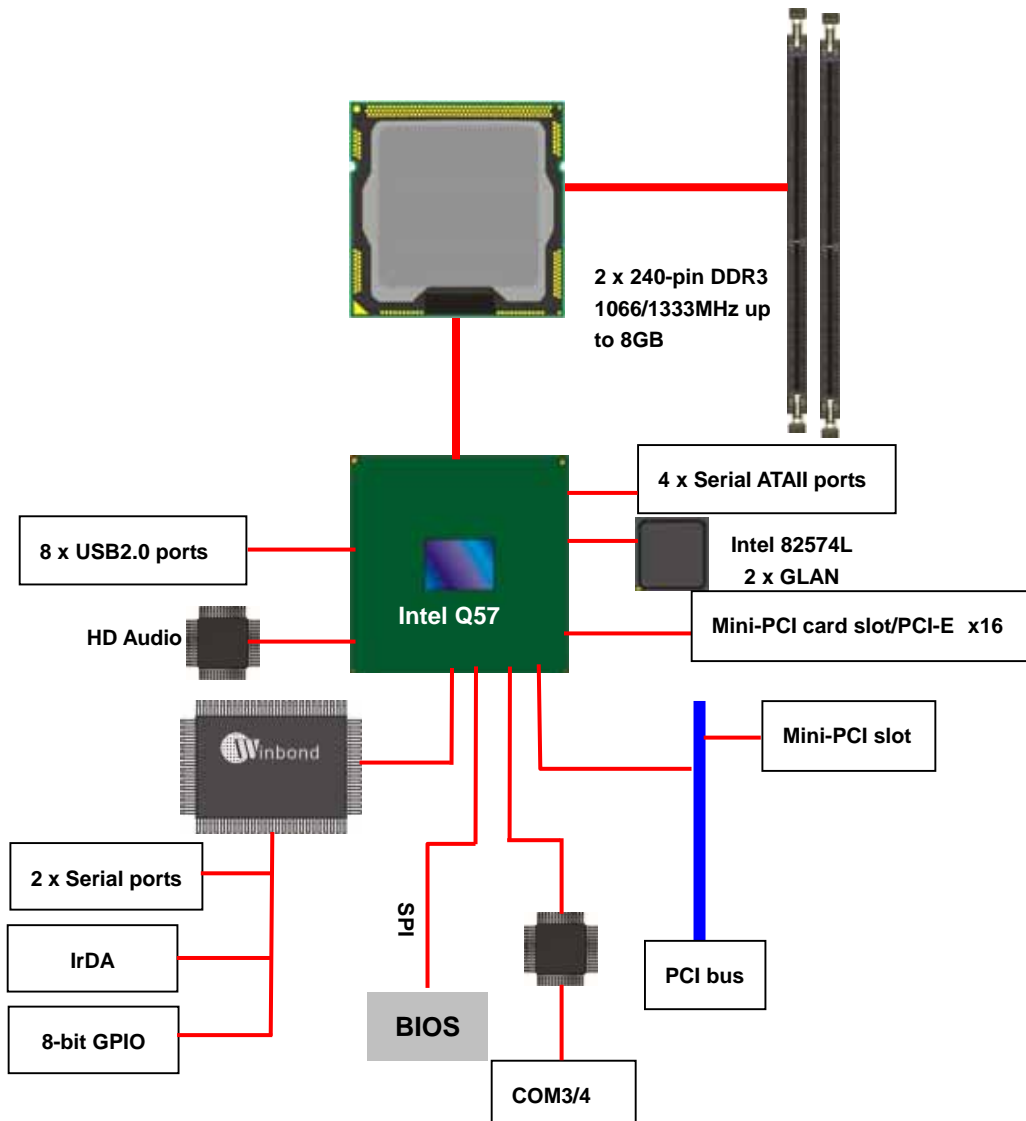 2 x 240-pin DDR3
1066/1333MHz up
to 8GB
4 x Serial ATAII ports
8 x USB2.0 ports
Intel 82574L
2 x GLAN
Intel Q57
HD Audio
Mini-PCI card slot/PCI-E x16
Winbond
Mini-PCI slot
2 x Serial ports
SPI
IrDA
PCI bus
BIOS
8-bit GPIO
COM3/4